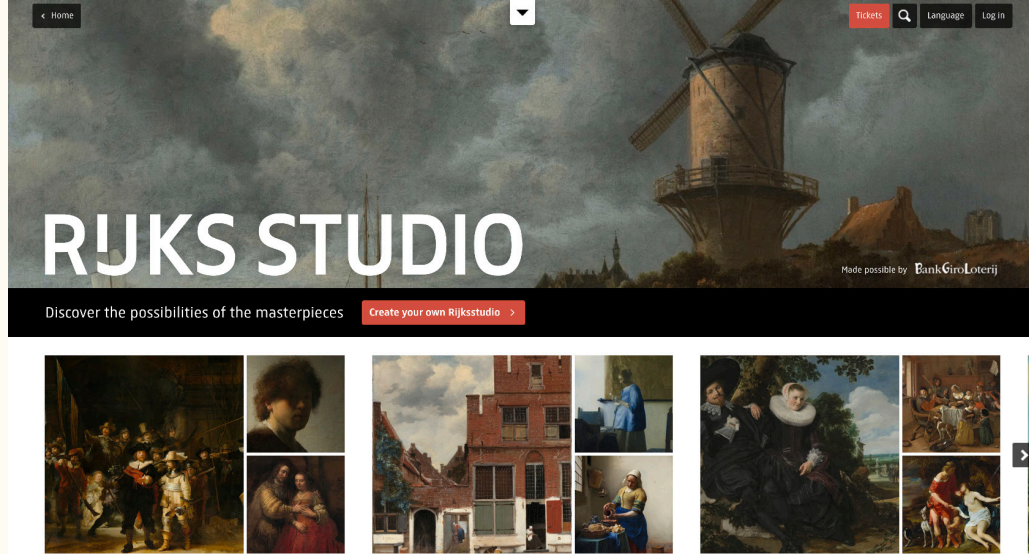 Home
Tickets
Language
Log in
RIJKS STUDIO
Made possible by BankGiroLoterij
Discover the possibilities of the masterpieces
Create your own Rijksstudio